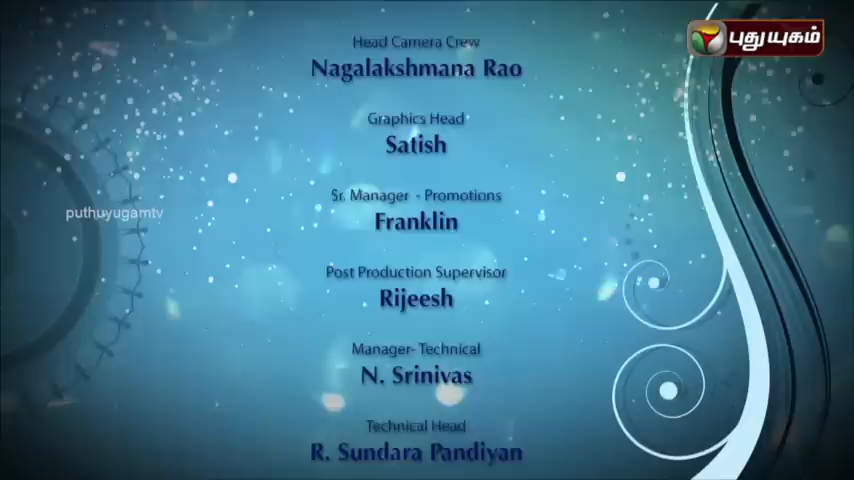 புதுயுகம்
Head Camera Crew
Nagalakshmana Rao
Graphics Head
Satish
Sr. Manager - Promotions
Franklin
puthuyugamtv
Post Production Supervisor
Rijeesh
Manager- Technical
N. Srinivas
Technical Head
R. Sundara Pandiyan